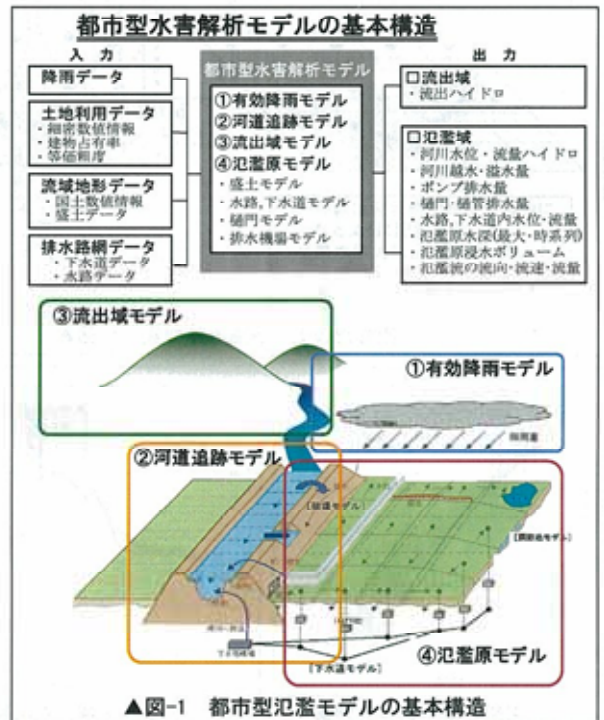 都市型水害解析モデルの基本構造
入 力
降雨データ
土地利用データ
・細密数値情報
・建物占有率
・等価粗度
流域地形データ
・国土数値情報
・盛土データ
排水路網データ
・下水道データ
・水路データ
都市型水害解析モデル
①有効降雨モデル
②河道追跡モデル
③流出域モデル
④氾濫原モデル
・盛土モデル
・水路,下水道モデル
・樋門モデル
・排水機場モデル
出 力
□流出域
・流出ハイドロ
□氾濫域
・河川水位・流量ハイドロ
・河川越水・溢水量
・ポンプ排水量
・樋門・樋管排水量
・水路,下水道内水位・流量
・氾濫原水深(最大・時系列)
・氾濫原浸水ボリューム
・氾濫流の流向・流速・流量
③流出域モデル
①有効降雨モデル
②河道追跡モデル
[下水道モデル]
④氾濫原モデル
▲図-1 都市型氾濫モデルの基本構造